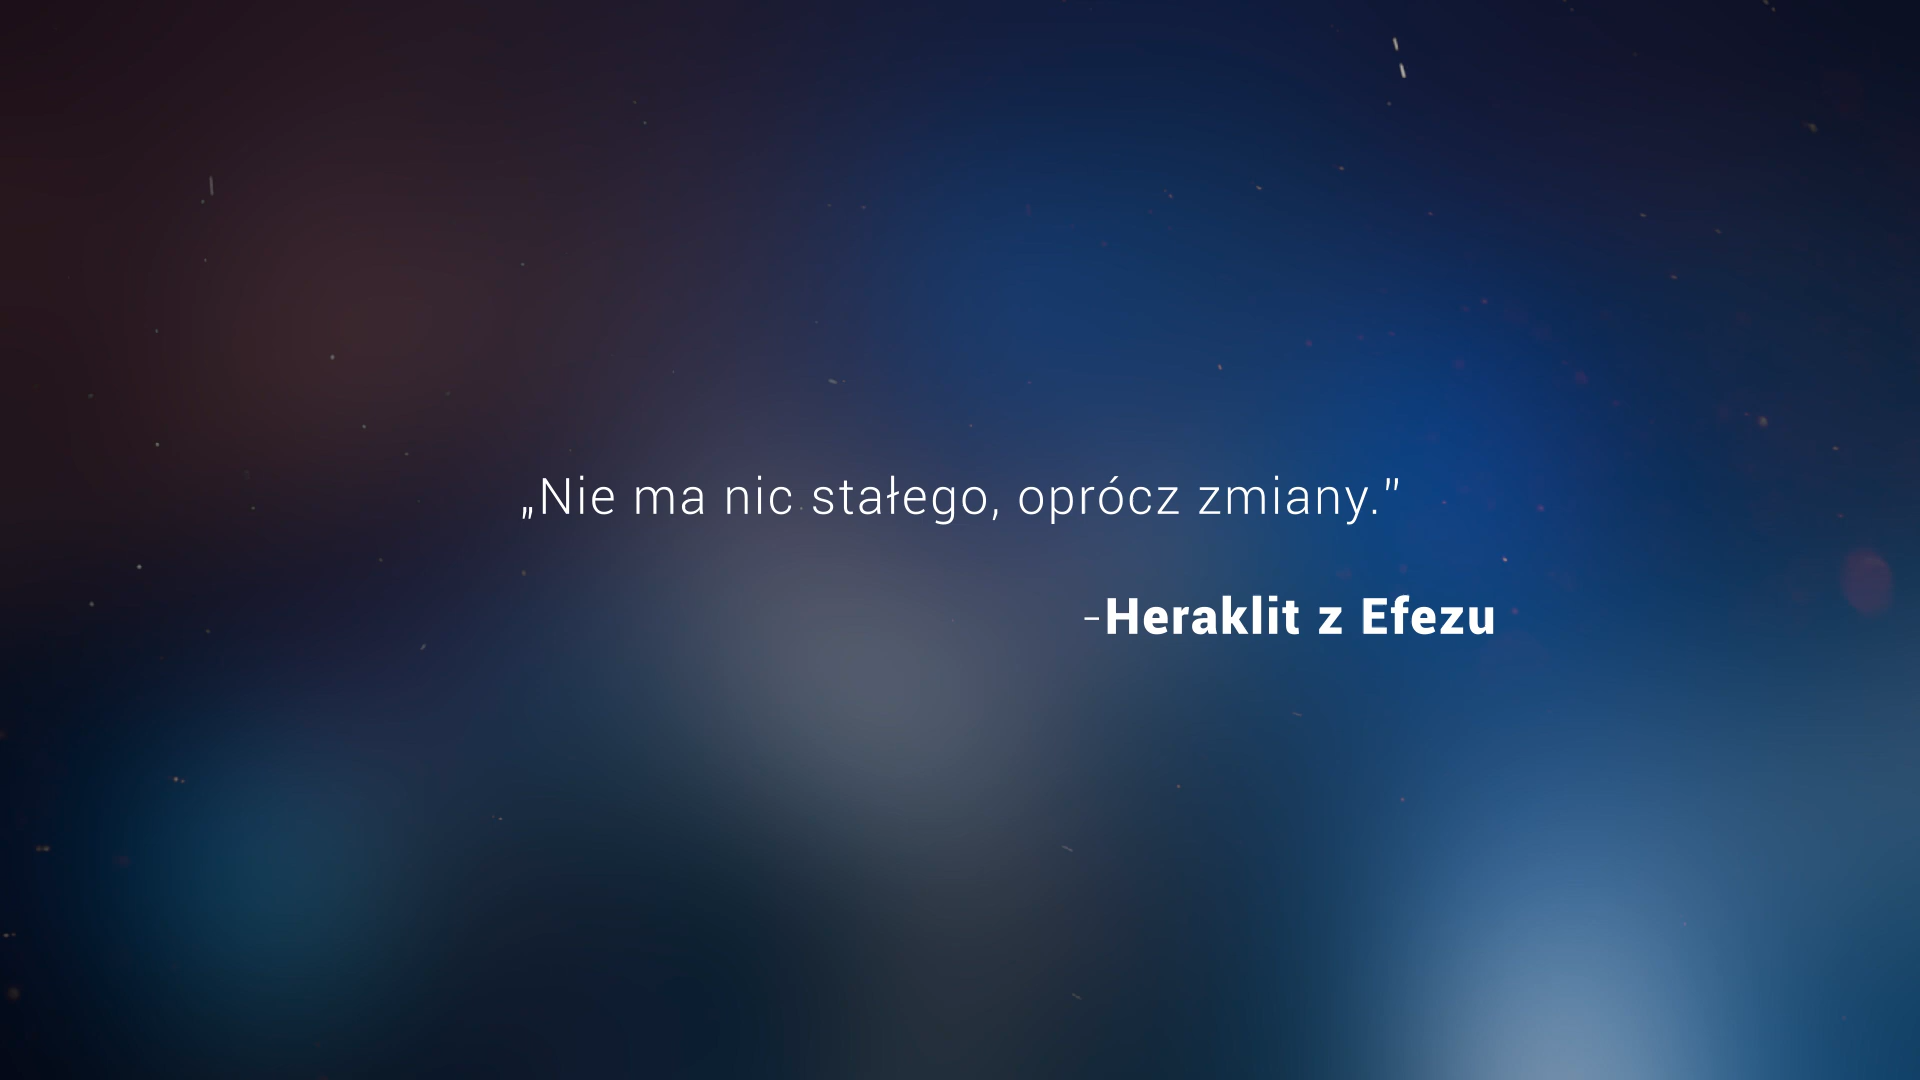 „Nie ma nic stałego, oprócz zmiany.”
-Heraklit z Efezu